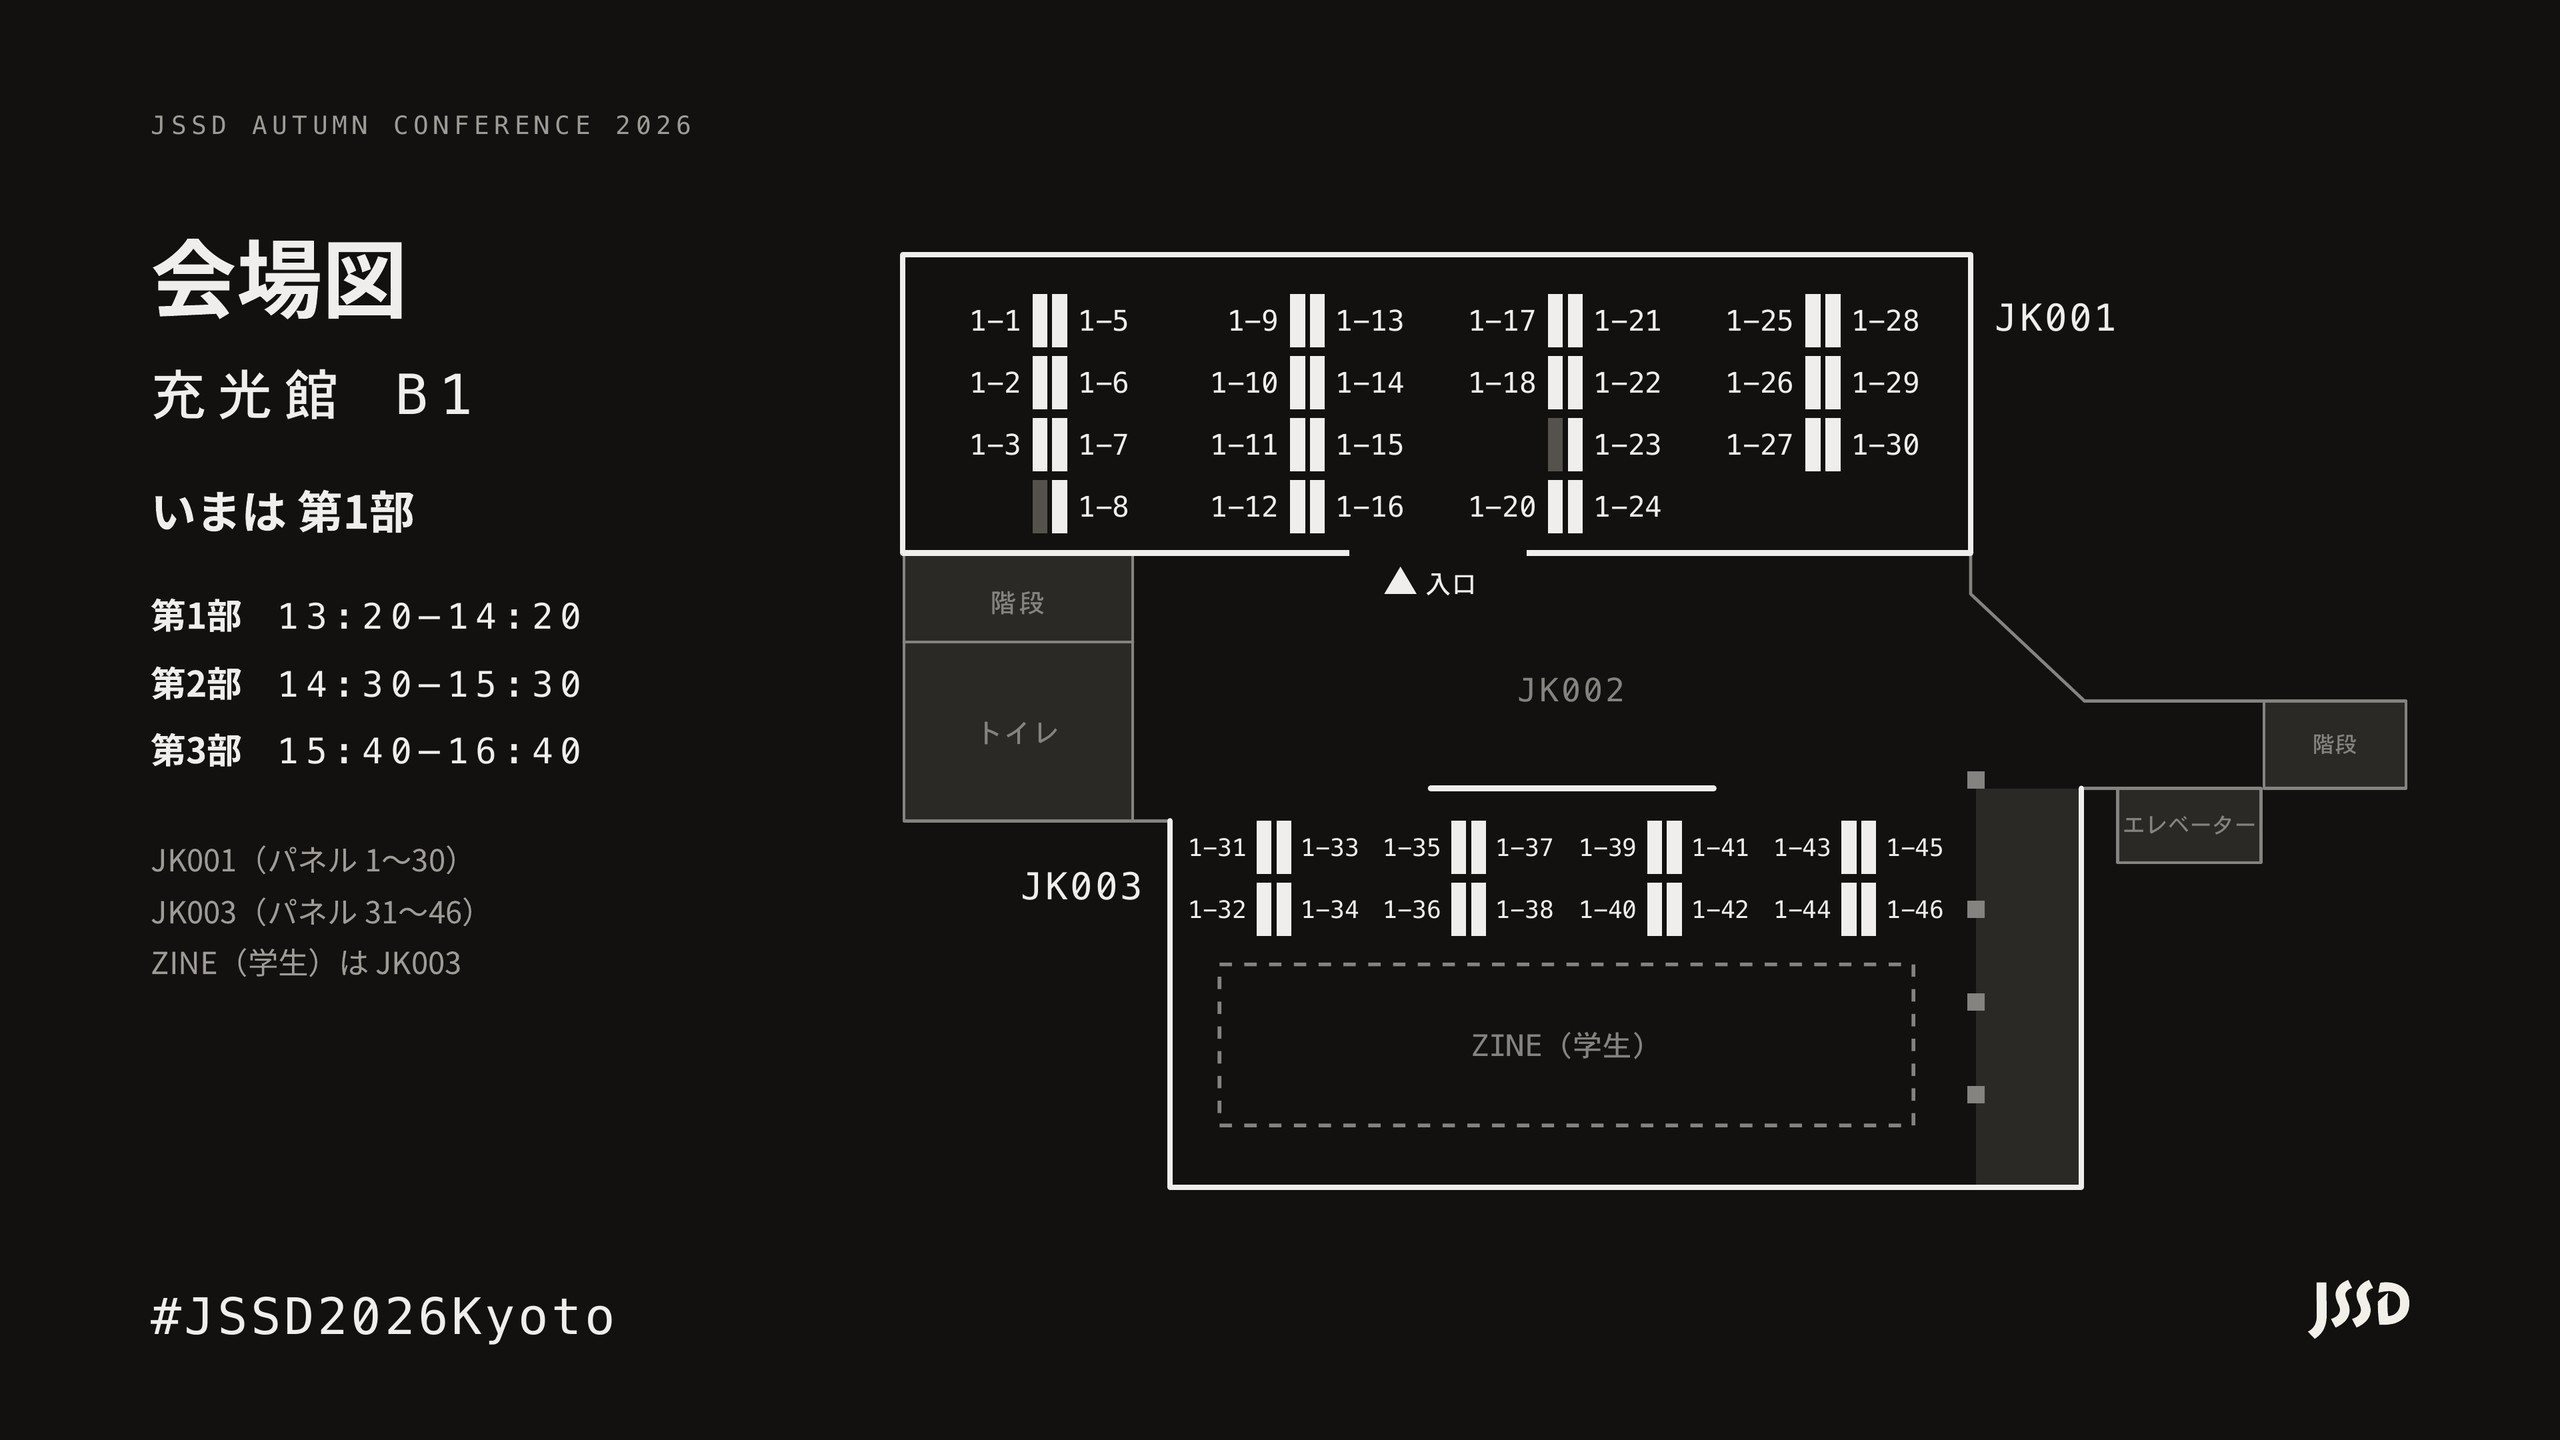 JSSD AUTUMN CONFERENCE 2026
会場図
充光館 B1
いまは 第1部
第1部 13:20–14:20
第2部 14:30–15:30
第3部 15:40–16:40
JK001（パネル 1〜30）
JK003（パネル 31〜46）
ZINE（学生）は JK003
#JSSD2026Kyoto
1–1 1–5 1–9 1–13 1–17 1–21 1–25 1–28
JK001
1–2 1–6 1–10 1–14 1–18 1–22 1–26 1–29
1–3 1–7 1–11 1–15 1–23 1–27 1–30
1–8 1–12 1–16 1–20 1–24
入口
階段
JK002
トイレ
階段
エレベーター
JK003
1–31 1–33 1–35 1–37 1–39 1–41 1–43 1–45
1–32 1–34 1–36 1–38 1–40 1–42 1–44 1–46
ZINE（学生）
JSSD